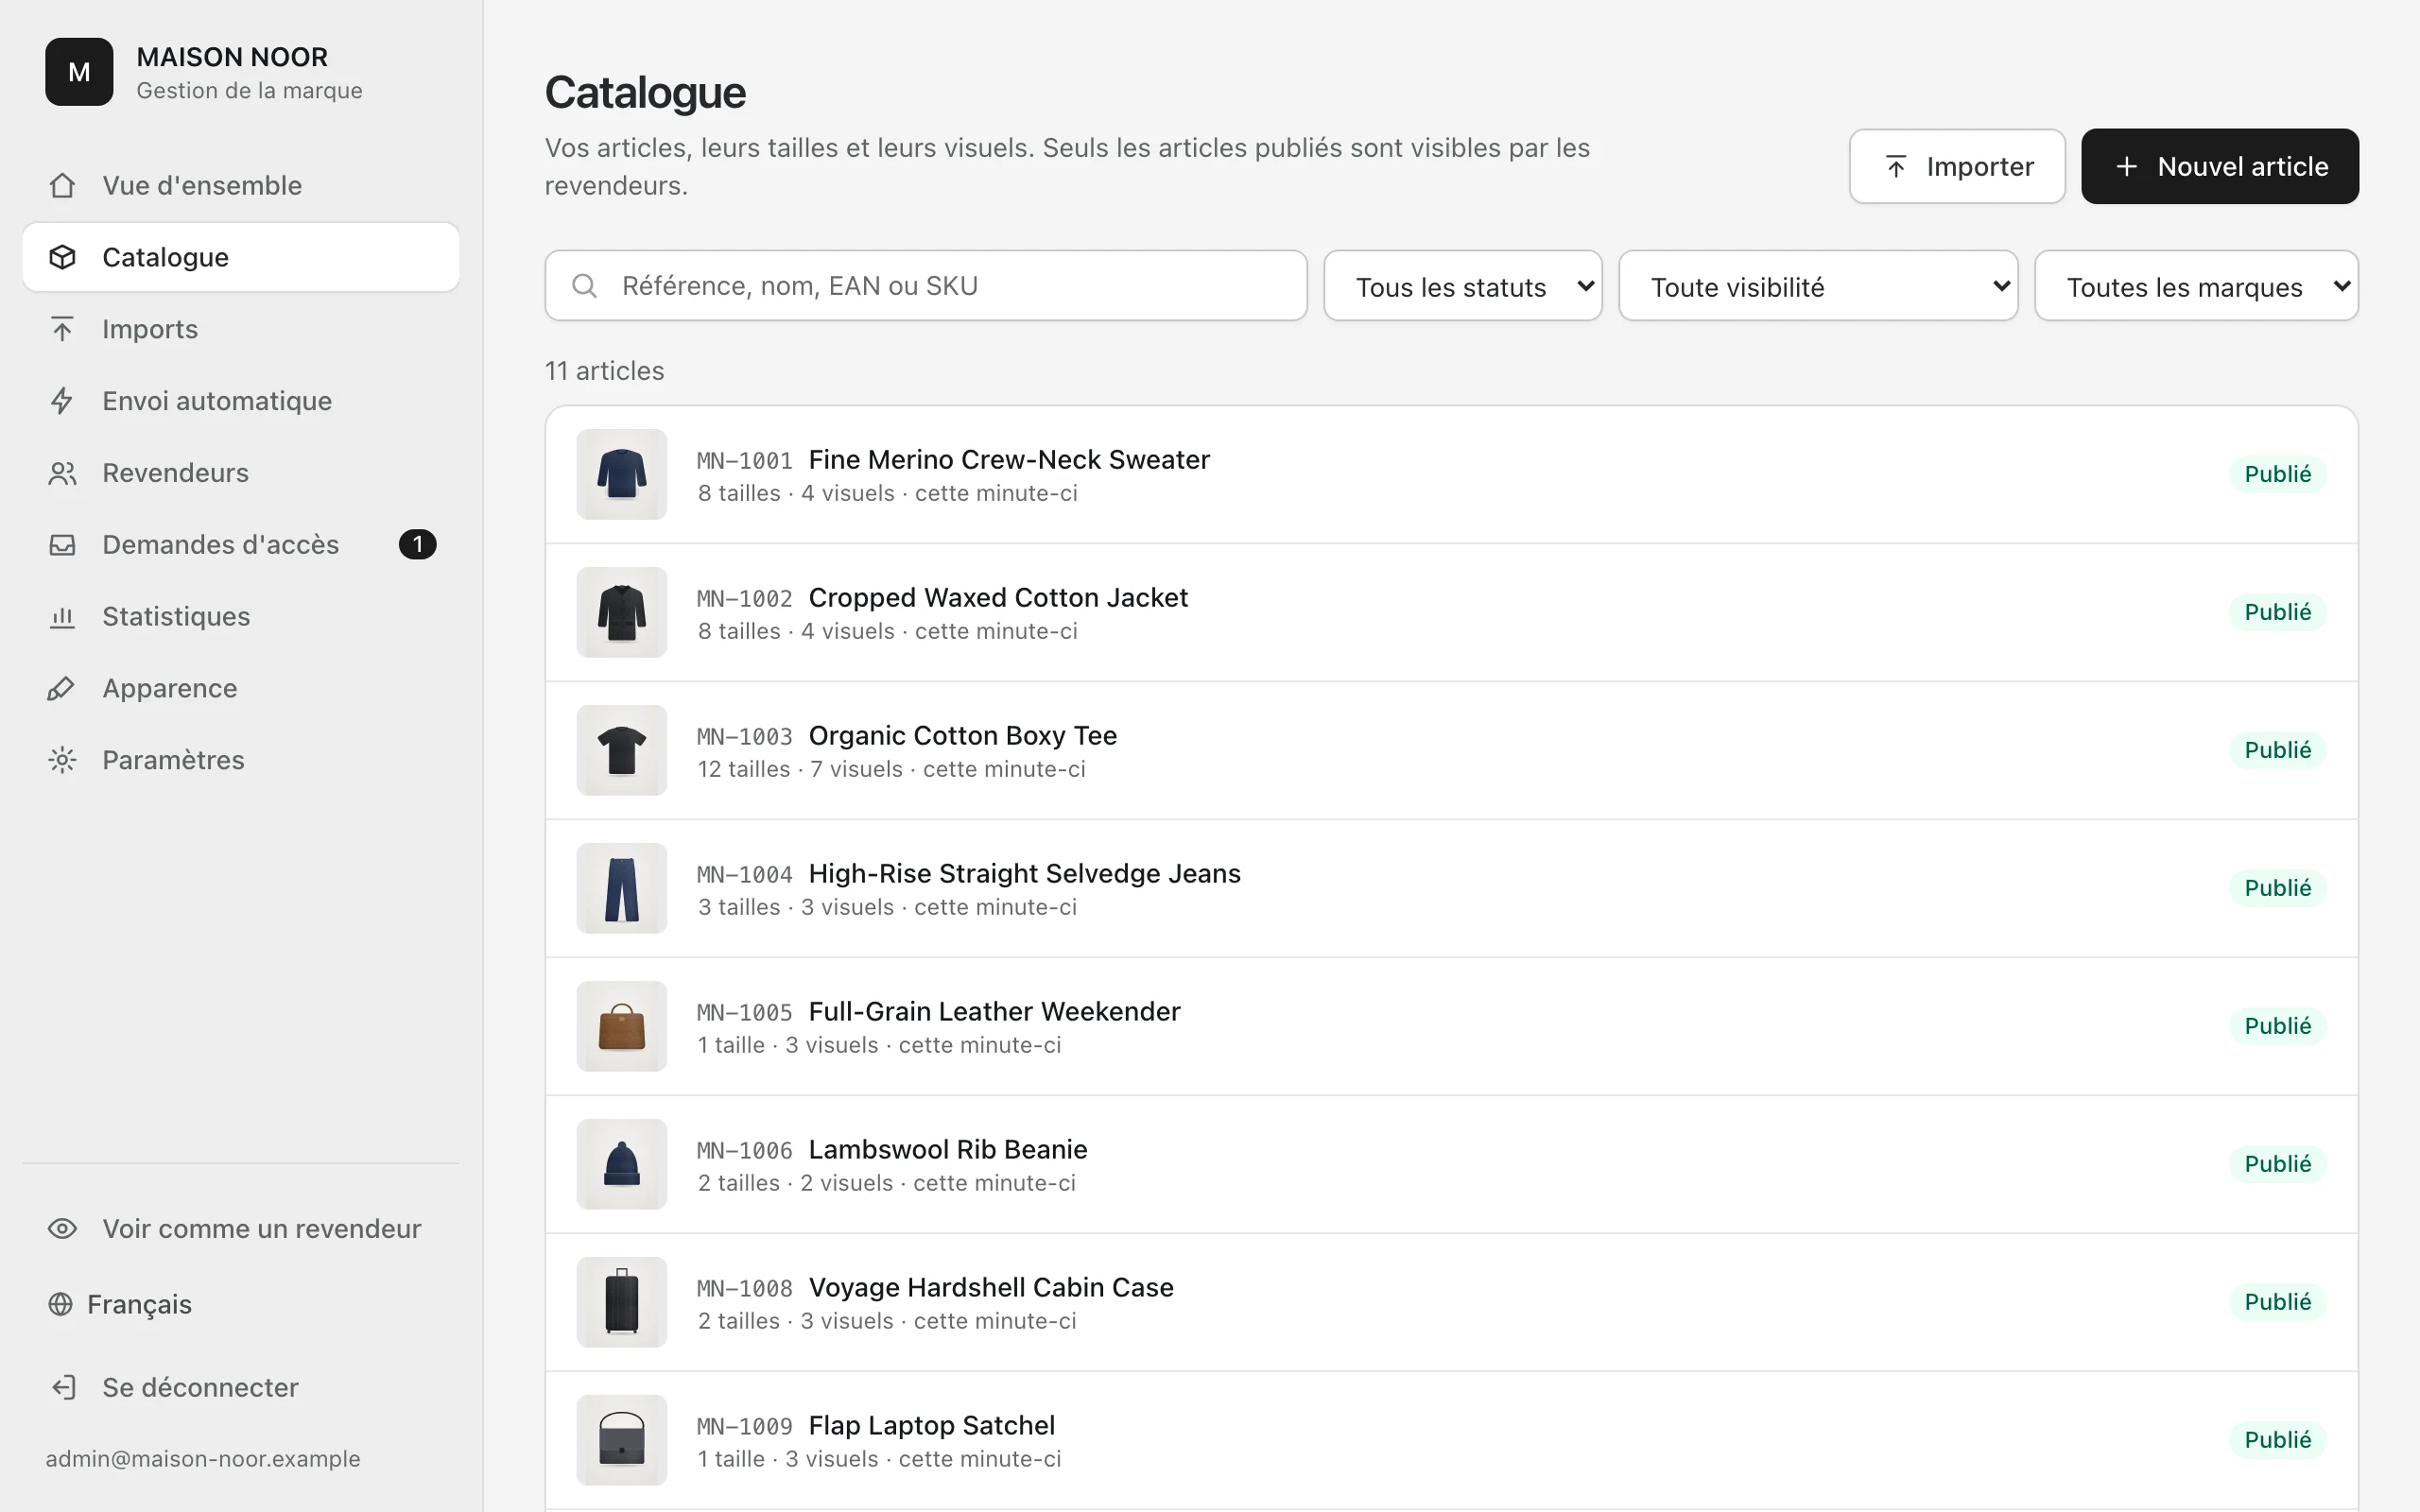 M
MAISON NOOR
Gestion de la marque
Vue d'ensemble
Catalogue
Imports
Envoi automatique
Revendeurs
Demandes d'accès 1
Statistiques
Apparence
Paramètres
Voir comme un revendeur
Français
Se déconnecter
admin@maison-noor.example
Catalogue
Vos articles, leurs tailles et leurs visuels. Seuls les articles publiés sont visibles par les
revendeurs.
Importer
Nouvel article
Référence, nom, EAN ou SKU
Tous les statuts
Toute visibilité
Toutes les marques
11 articles
MN-1001 Fine Merino Crew-Neck Sweater
8 tailles · 4 visuels · cette minute-ci
Publié
MN-1002 Cropped Waxed Cotton Jacket
8 tailles · 4 visuels · cette minute-ci
Publié
MN-1003 Organic Cotton Boxy Tee
12 tailles · 7 visuels · cette minute-ci
Publié
MN-1004 High-Rise Straight Selvedge Jeans
3 tailles · 3 visuels · cette minute-ci
Publié
MN-1005 Full-Grain Leather Weekender
1 taille · 3 visuels · cette minute-ci
Publié
MN-1006 Lambswool Rib Beanie
2 tailles · 2 visuels · cette minute-ci
Publié
MN-1008 Voyage Hardshell Cabin Case
2 tailles · 3 visuels · cette minute-ci
Publié
MN-1009 Flap Laptop Satchel
1 taille · 3 visuels · cette minute-ci
Publié